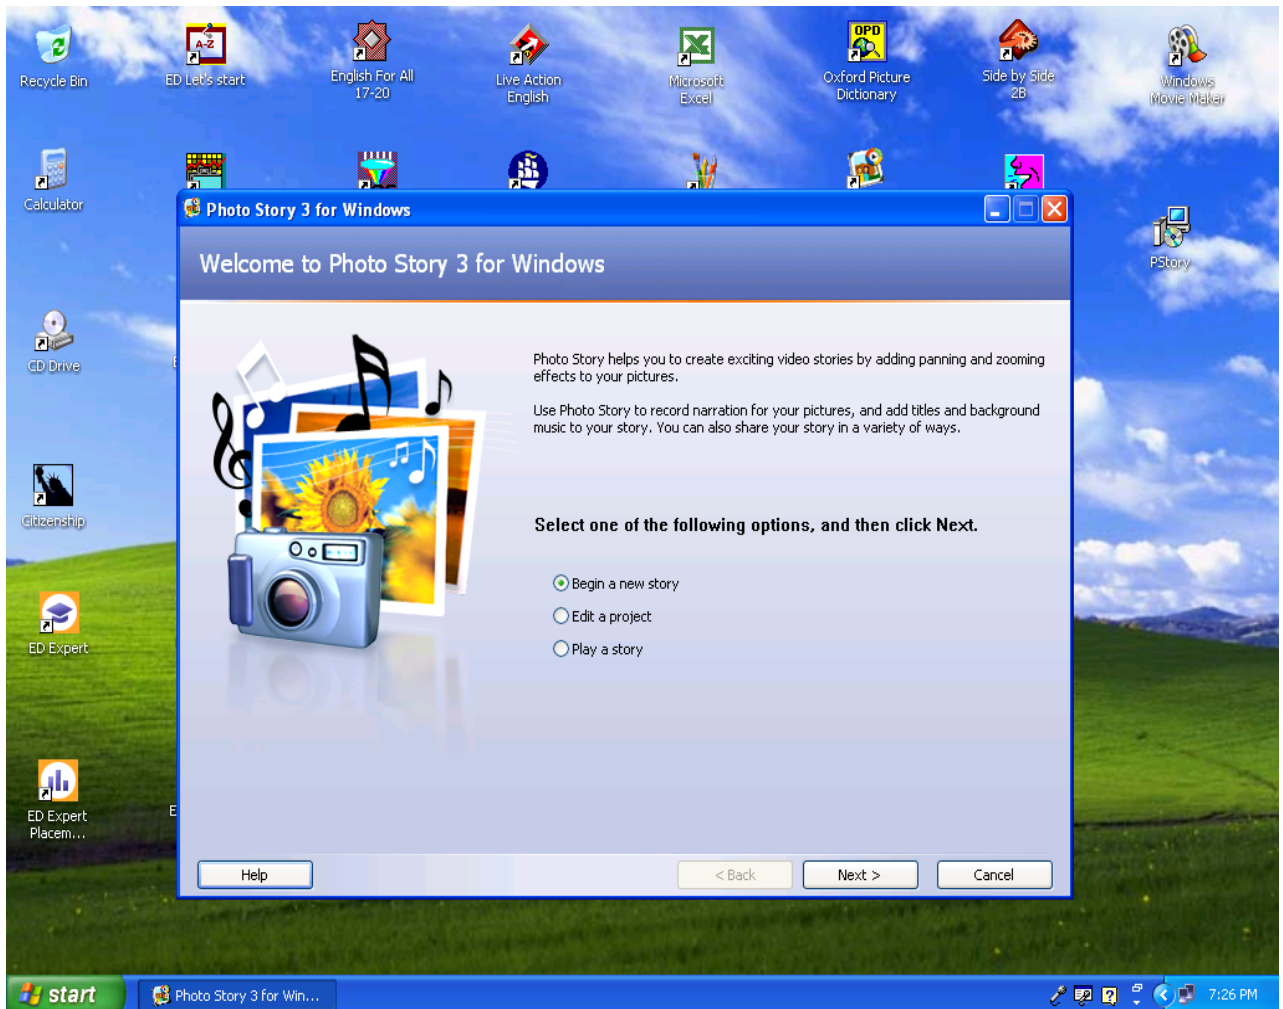 Recycle Bin
A-Z
ED Let's start
English For All
17-20
Live Action
English
Microsoft
Excel
OPD
Oxford Picture
Dictionary
Side by Side
2B
Windows
Movie Maker
Calculator
PStory
CD Drive
Citizenship
ED Expert
ED Expert
Placem...
Photo Story 3 for Windows
Welcome to Photo Story 3 for Windows
Photo Story helps you to create exciting video stories by adding panning and zooming
effects to your pictures.
Use Photo Story to record narration for your pictures, and add titles and background
music to your story. You can also share your story in a variety of ways.
Select one of the following options, and then click Next.
Begin a new story
Edit a project
Play a story
Help
< Back
Next >
Cancel
start
Photo Story 3 for Win...
7:26 PM